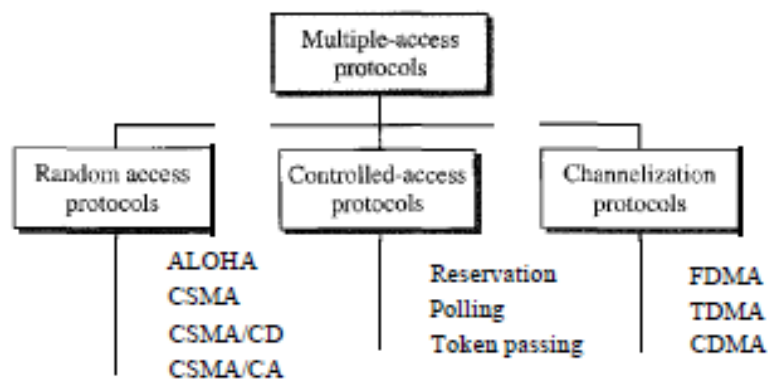 Multiple-access
protocols
Random access
protocols
Controlled-access
protocols
Channelization
protocols
ALOHA
CSMA
CSMA/CD
CSMA/CA
Reservation
Polling
Token passing
FDMA
TDMA
CDMA